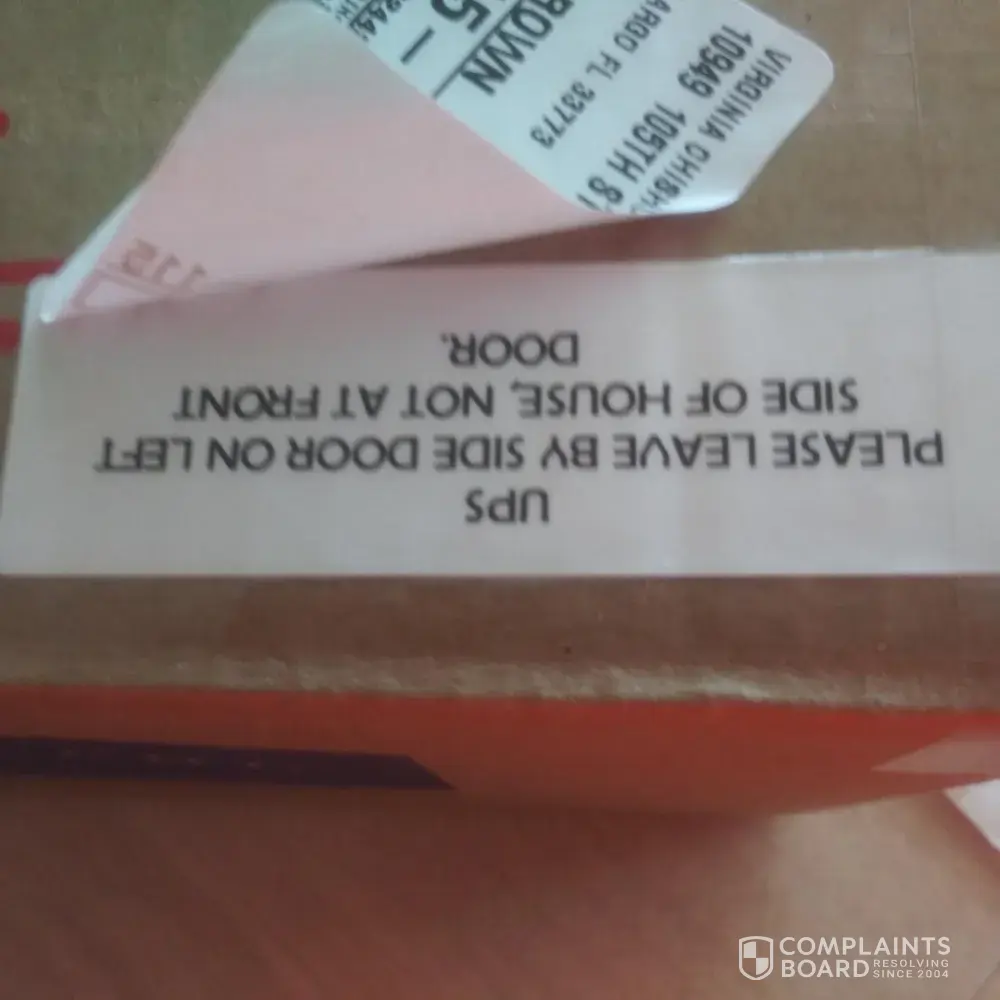 UPS
PLEASE LEAVE BY SIDE DOOR ON LEFT
SIDE OF HOUSE, NOT AT FRONT
DOOR.
VIRGINIA
10949 105TH
FL 33773
115
COMPLAINTS
BOARD RESOLVING
SINCE 2004